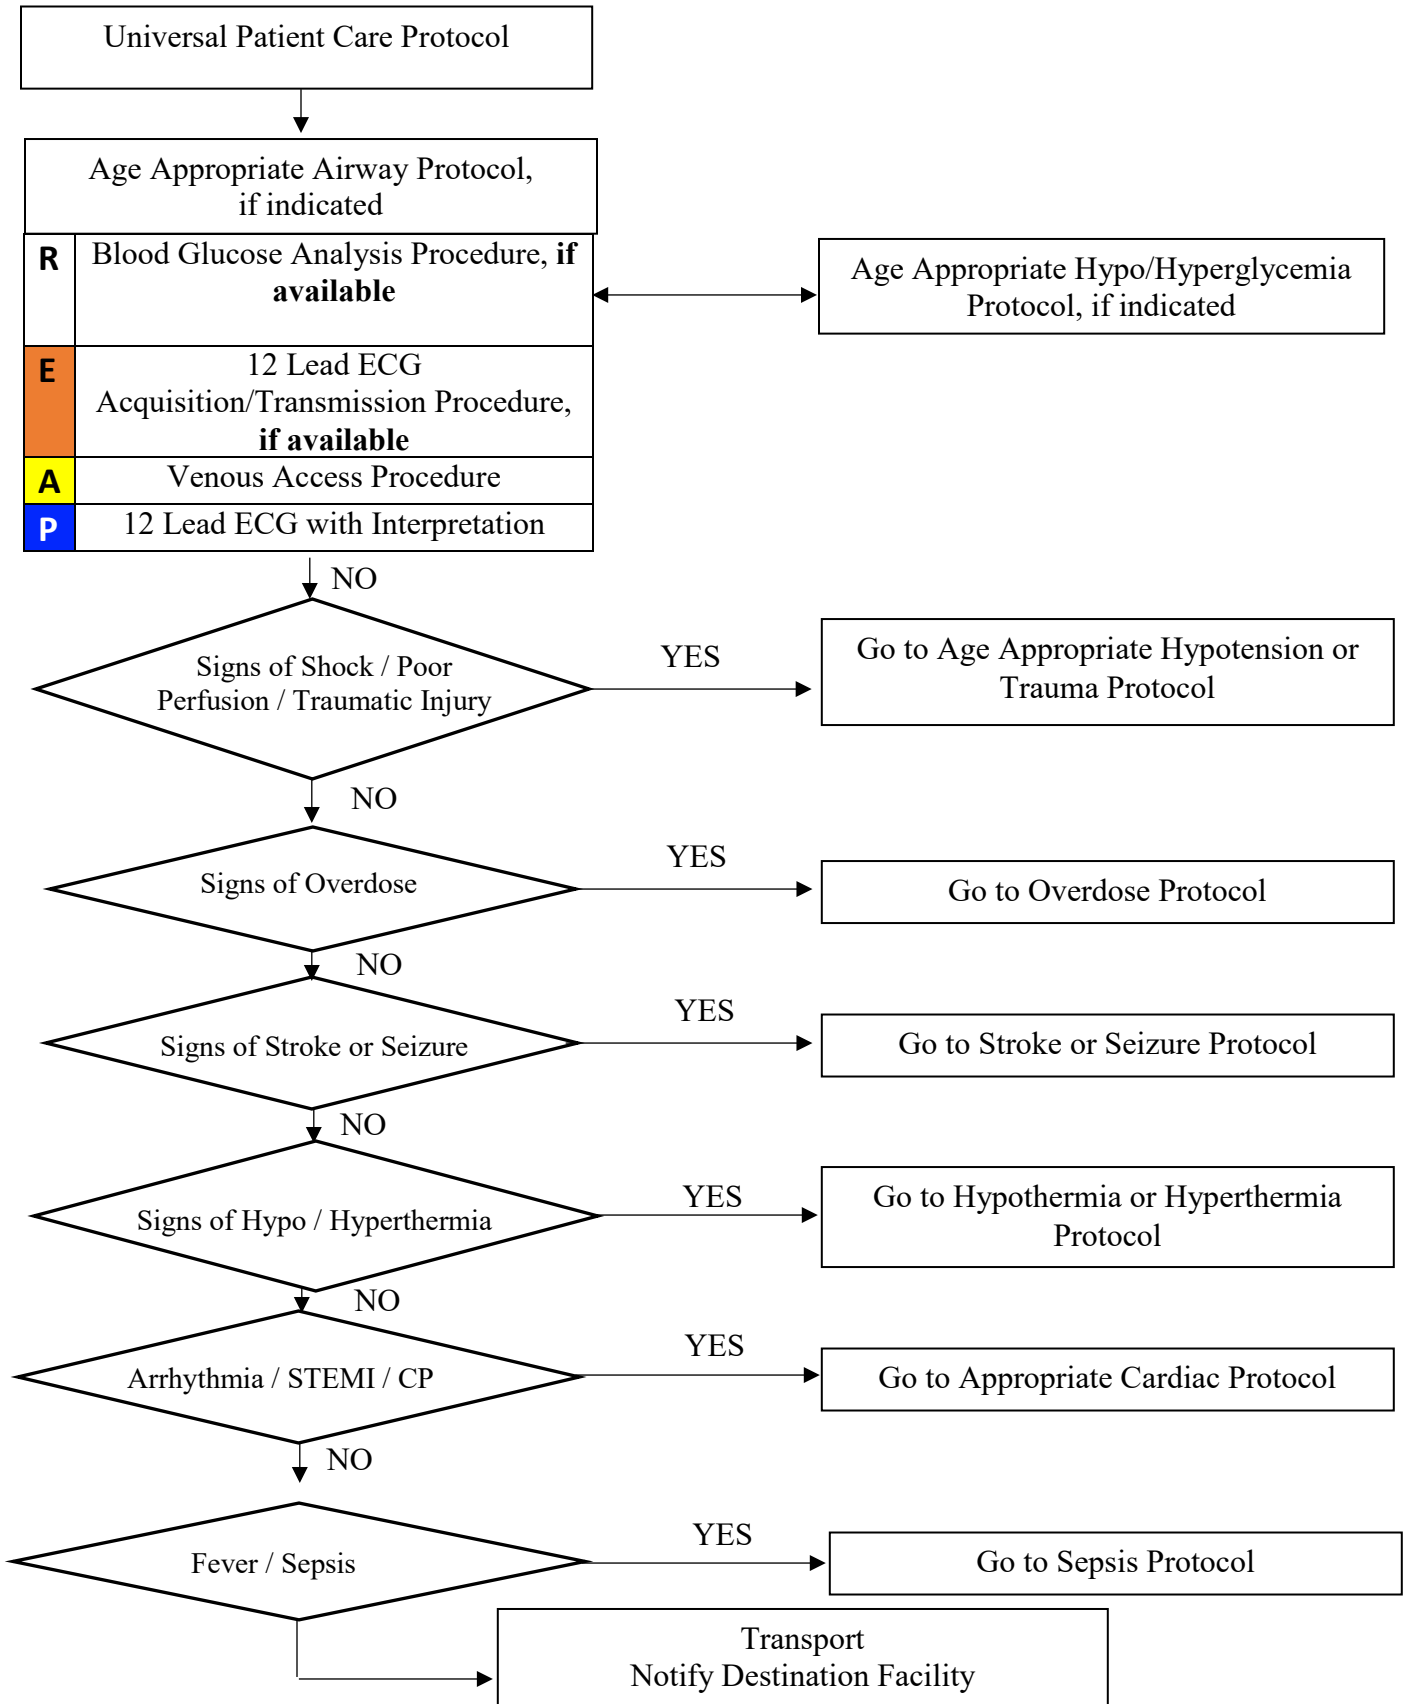 Universal Patient Care Protocol
Age Appropriate Airway Protocol,
if indicated
R
Blood Glucose Analysis Procedure, if
available
Age Appropriate Hypo/Hyperglycemia
Protocol, if indicated
E
12 Lead ECG
Acquisition/Transmission Procedure,
if available
A
Venous Access Procedure
P
12 Lead ECG with Interpretation
NO
Signs of Shock / Poor
Perfusion / Traumatic Injury
YES
Go to Age Appropriate Hypotension or
Trauma Protocol
NO
Signs of Overdose
YES
Go to Overdose Protocol
NO
Signs of Stroke or Seizure
YES
Go to Stroke or Seizure Protocol
NO
Signs of Hypo / Hyperthermia
YES
Go to Hypothermia or Hyperthermia
Protocol
NO
Arrhythmia / STEMI / CP
YES
Go to Appropriate Cardiac Protocol
NO
Fever / Sepsis
YES
Go to Sepsis Protocol
Transport
Notify Destination Facility